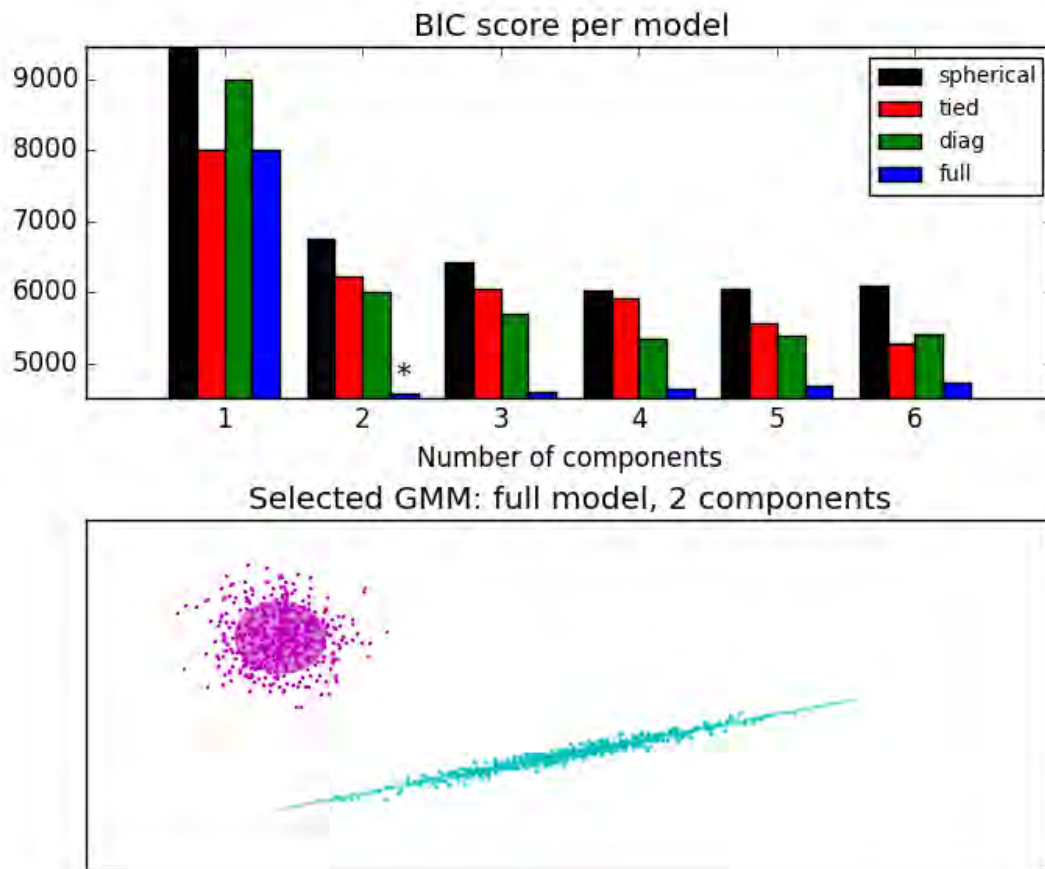 BIC score per model
9000
8000
7000
6000
5000
spherical
tied
diag
full
*
1 2 3 4 5 6
Number of components
Selected GMM: full model, 2 components